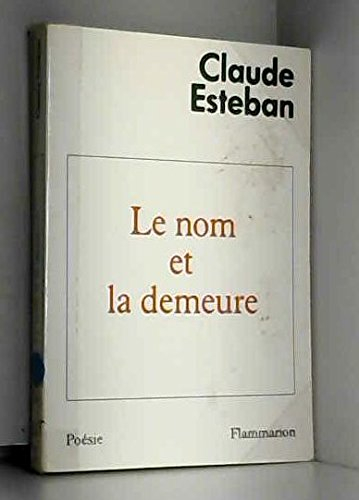 Claude
Esteban
Le nom
et
la demeure
Poésie
Flammarion